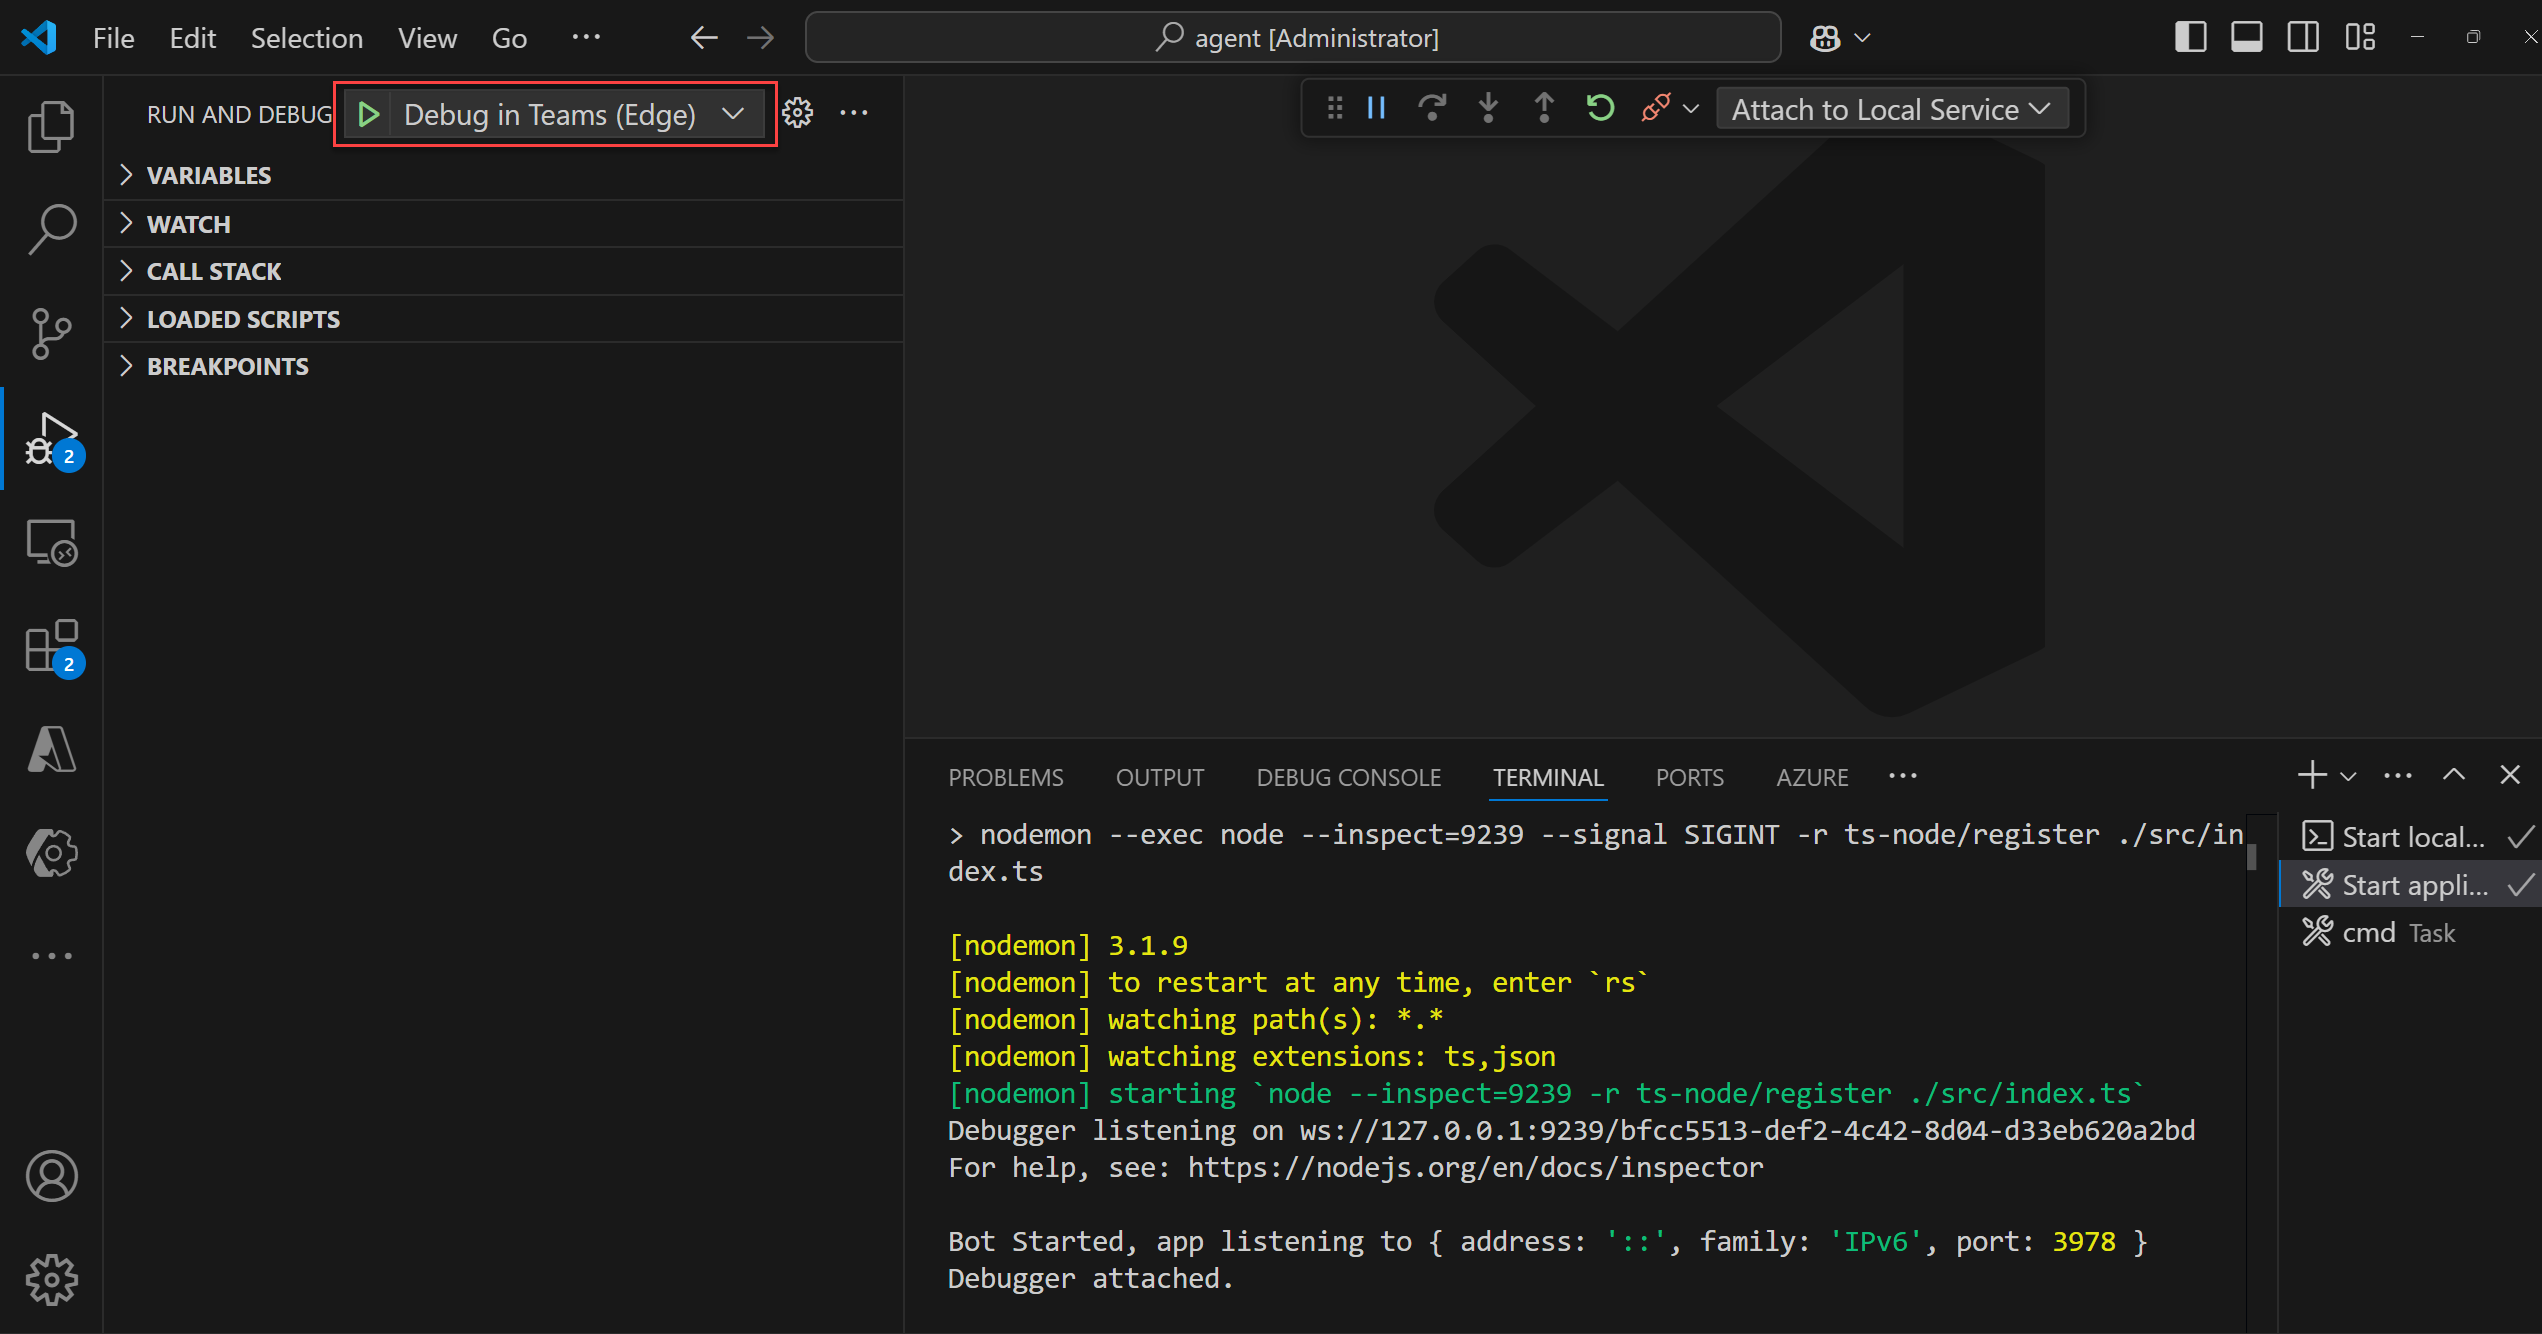 File Edit Selection View Go ··· agent [Administrator]
RUN AND DEBUG Debug in Teams (Edge) ···
Attach to Local Service
VARIABLES
WATCH
CALL STACK
LOADED SCRIPTS
BREAKPOINTS
2
2
PROBLEMS OUTPUT DEBUG CONSOLE TERMINAL PORTS AZURE ···
> nodemon --exec node --inspect=9239 --signal SIGINT -r ts-node/register ./src/in
dex.ts
[nodemon] 3.1.9
[nodemon] to restart at any time, enter `rs`
[nodemon] watching path(s): *.*
[nodemon] watching extensions: ts,json
[nodemon] starting `node --inspect=9239 -r ts-node/register ./src/index.ts`
Debugger listening on ws://127.0.0.1:9239/bfcc5513-def2-4c42-8d04-d33eb620a2bd
For help, see: https://nodejs.org/en/docs/inspector
Bot Started, app listening to { address: '::', family: 'IPv6', port: 3978 }
Debugger attached.
Start local...
Start appli...
cmd Task